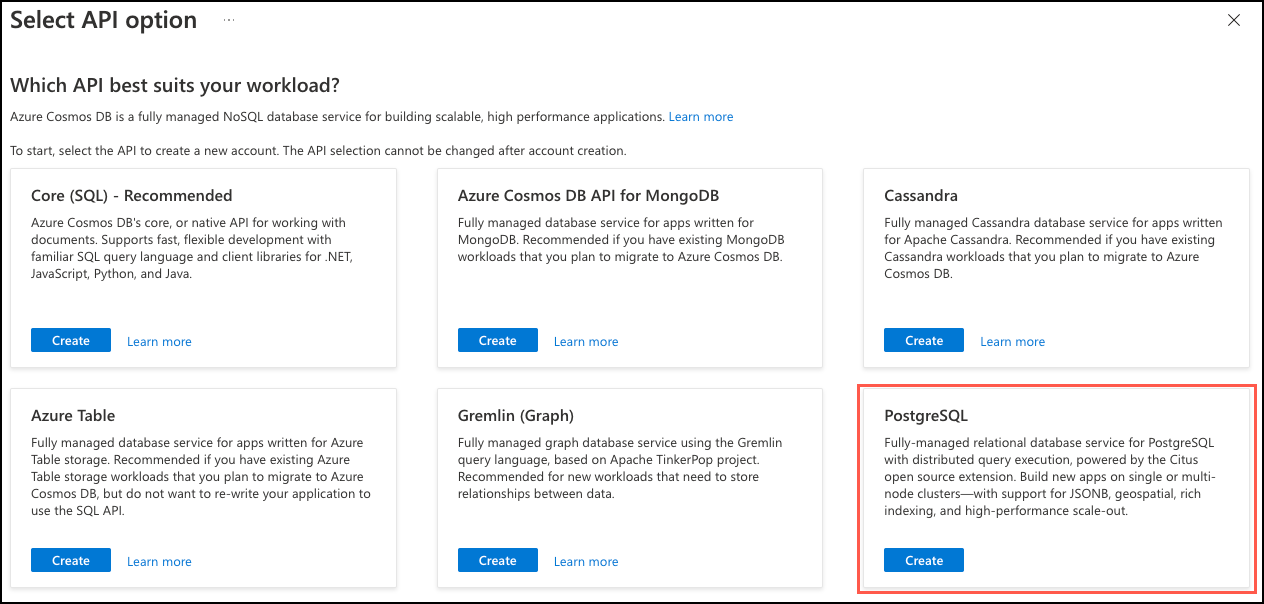 Select API option
...
Which API best suits your workload?
Azure Cosmos DB is a fully managed NoSQL database service for building scalable, high performance applications. Learn more
To start, select the API to create a new account. The API selection cannot be changed after account creation.
Core (SQL) - Recommended
Azure Cosmos DB's core, or native API for working with
documents. Supports fast, flexible development with
familiar SQL query language and client libraries for .NET,
JavaScript, Python, and Java.
Create
Learn more
Azure Cosmos DB API for MongoDB
Fully managed database service for apps written for
MongoDB. Recommended if you have existing MongoDB
workloads that you plan to migrate to Azure Cosmos DB.
Create
Learn more
Cassandra
Fully managed Cassandra database service for apps written
for Apache Cassandra. Recommended if you have existing
Cassandra workloads that you plan to migrate to Azure
Cosmos DB.
Create
Learn more
Azure Table
Fully managed database service for apps written for Azure
Table storage. Recommended if you have existing Azure
Table storage workloads that you plan to migrate to Azure
Cosmos DB, but do not want to re-write your application to
use the SQL API.
Create
Learn more
Gremlin (Graph)
Fully managed graph database service using the Gremlin
query language, based on Apache TinkerPop project.
Recommended for new workloads that need to store
relationships between data.
Create
Learn more
PostgreSQL
Fully-managed relational database service for PostgreSQL
with distributed query execution, powered by the Citus
open source extension. Build new apps on single or multi-
node clusters—with support for JSONB, geospatial, rich
indexing, and high-performance scale-out.
Create